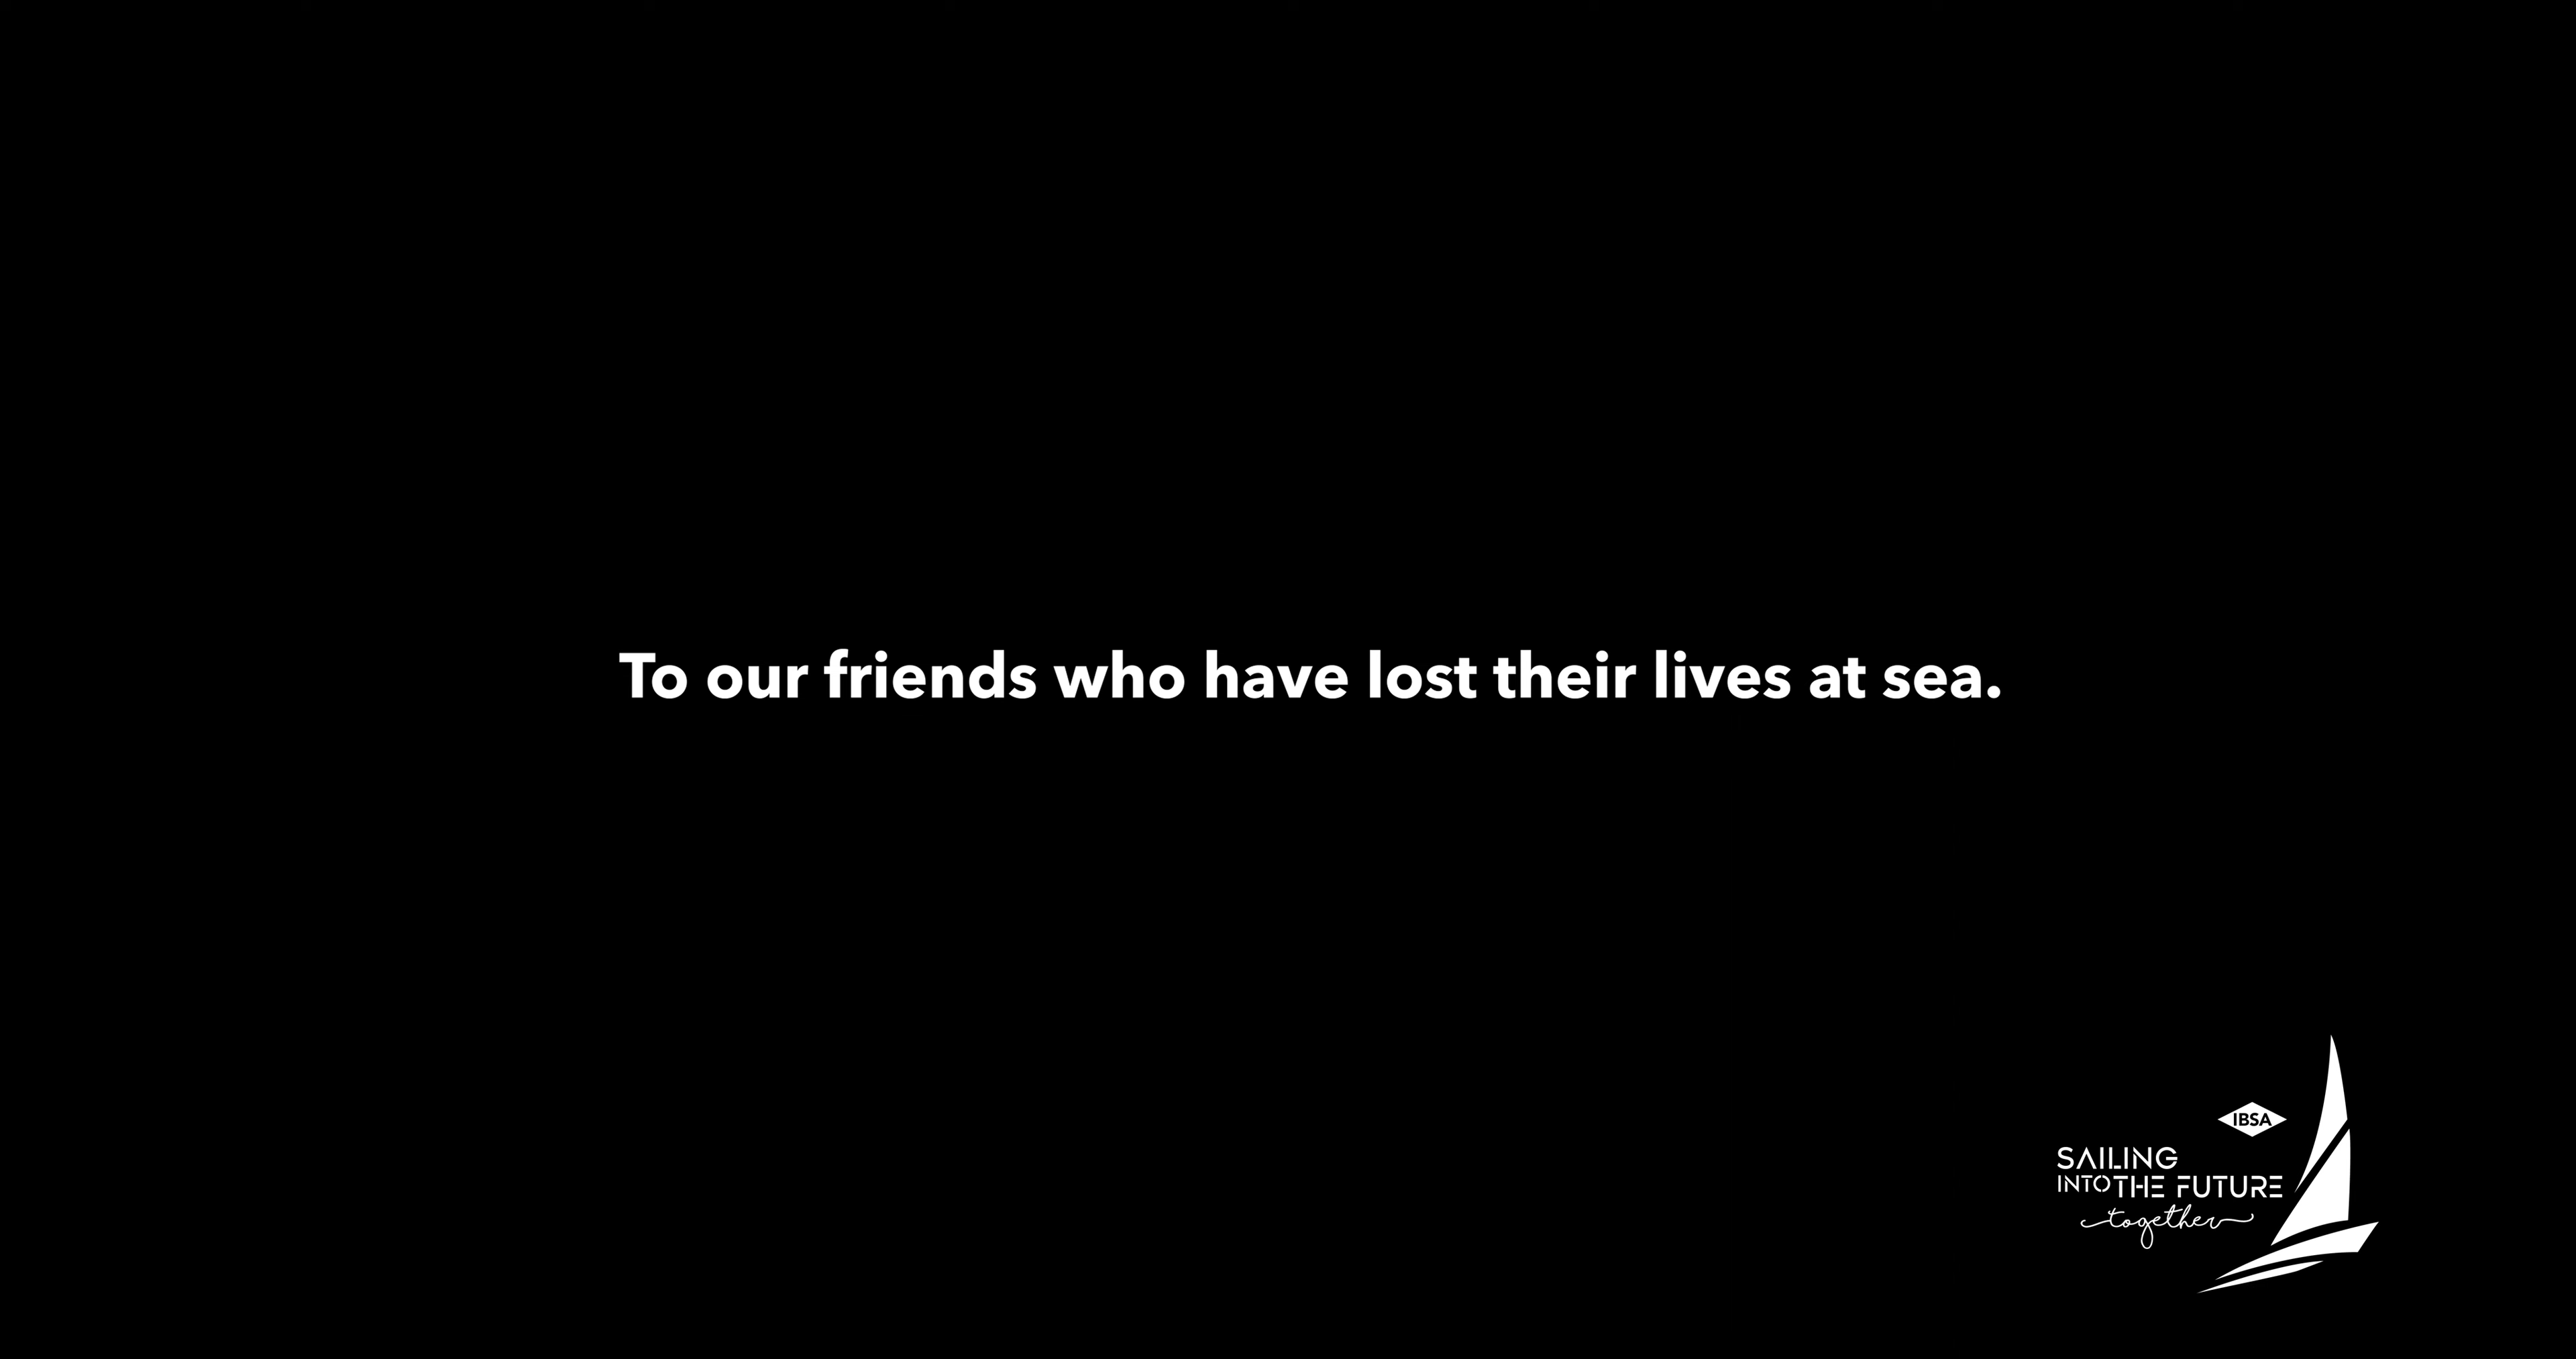 To our friends who have lost their lives at sea.
IBSA
SAILING
INTO THE FUTURE
together